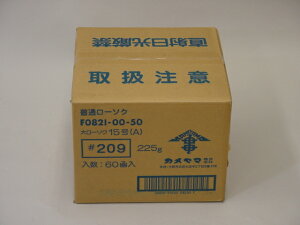 直射日光厳禁
取扱注意
普通ローソク
F0821-00-50
大ローソク15号(A)
#209
225g
カメヤマ
入数:60函入